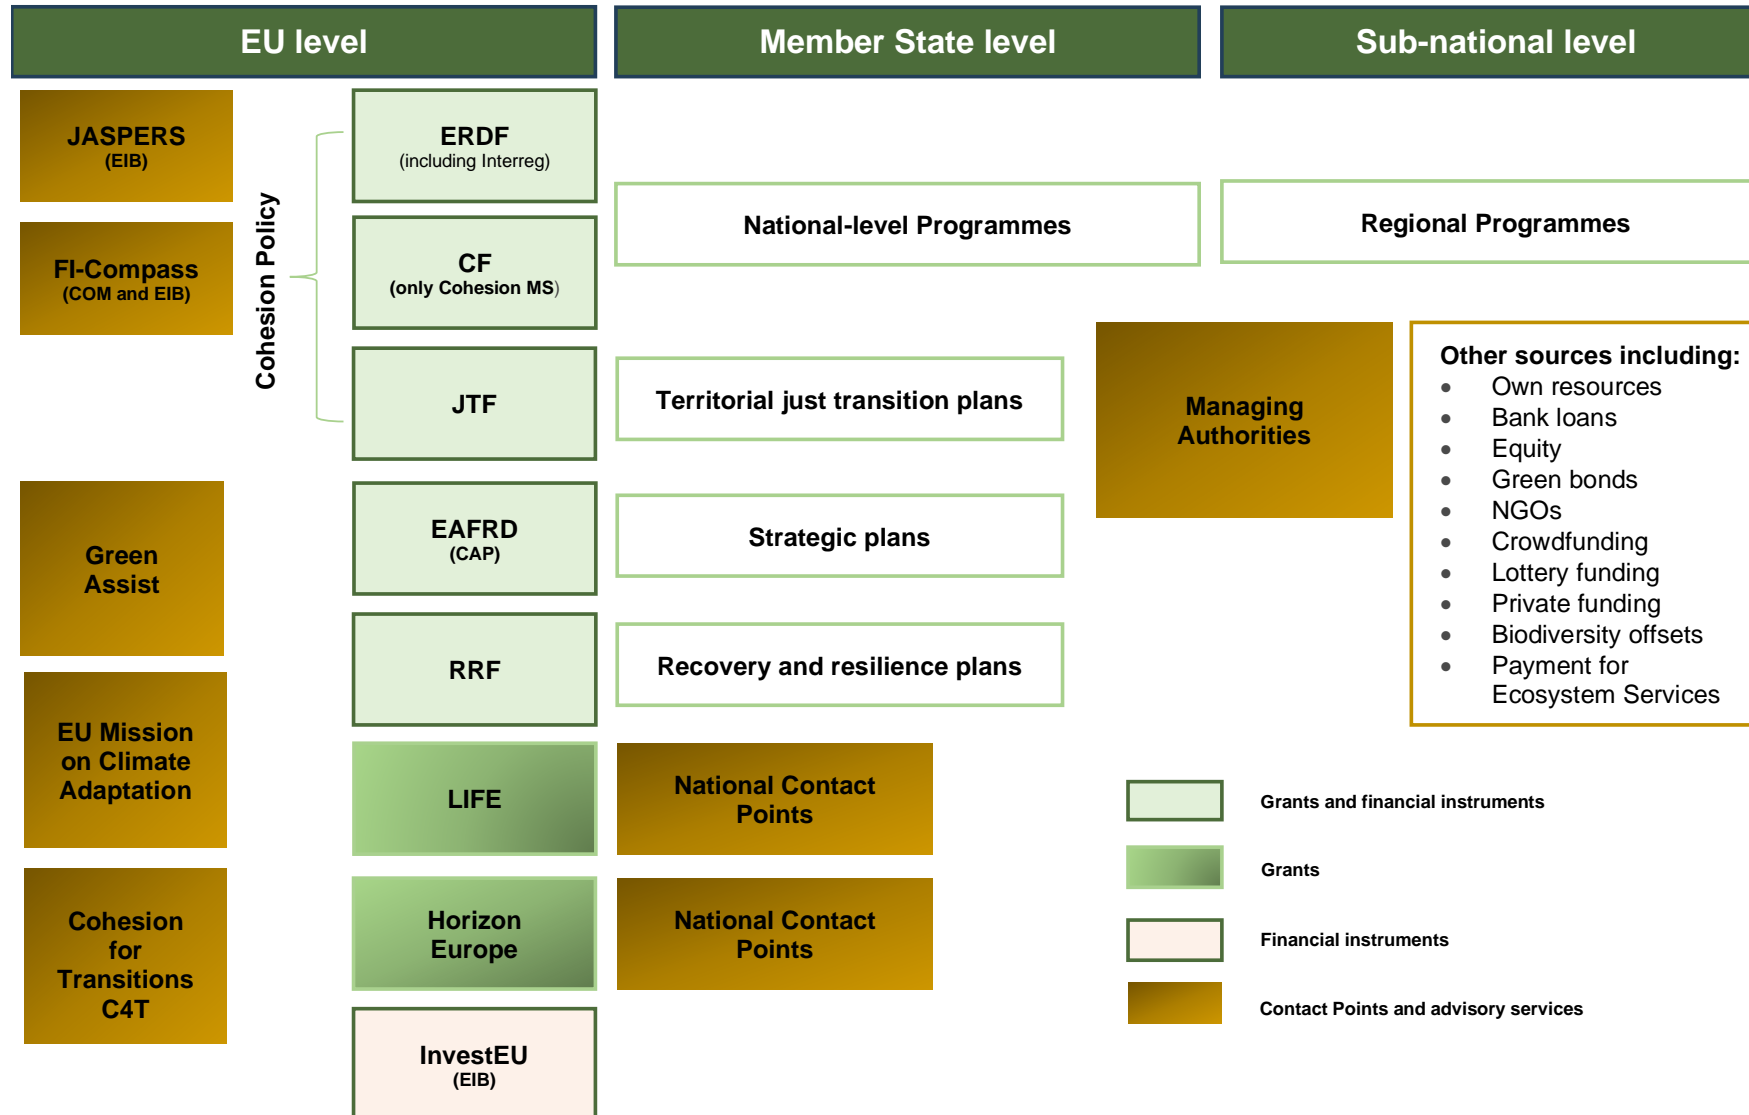 EU level
Member State level
Sub-national level
JASPERS
(EIB)
FI-Compass
(COM and EIB)
Green
Assist
EU Mission
on Climate
Adaptation
Cohesion
for
Transitions
C4T
Cohesion Policy
ERDF
(including Interreg)
CF
(only Cohesion MS)
JTF
EAFRD
(CAP)
RRF
LIFE
Horizon
Europe
InvestEU
(EIB)
National-level Programmes
Territorial just transition plans
Strategic plans
Recovery and resilience plans
National Contact
Points
National Contact
Points
Regional Programmes
Managing
Authorities
Other sources including:
• Own resources
• Bank loans
• Equity
• Green bonds
• NGOs
• Crowdfunding
• Lottery funding
• Private funding
• Biodiversity offsets
• Payment for
Ecosystem Services
Grants and financial instruments
Grants
Financial instruments
Contact Points and advisory services